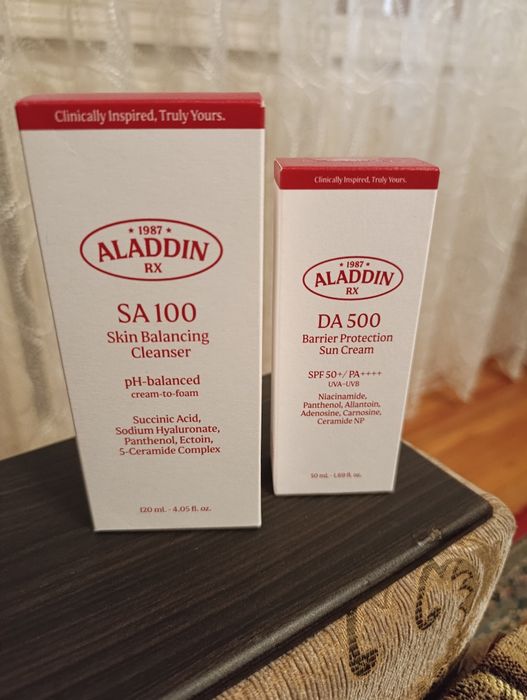 Clinically Inspired, Truly Yours.
★ 1987 ★
ALADDIN
RX
SA 100
Skin Balancing
Cleanser
pH-balanced
cream-to-foam
Succinic Acid,
Sodium Hyaluronate,
Panthenol, Ectoin,
5-Ceramide Complex
120 mL - 4.05 fl. oz.
Clinically Inspired, Truly Yours.
★ 1987 ★
ALADDIN
RX
DA 500
Barrier Protection
Sun Cream
SPF 50+/ PA++++
UVA-UVB
Niacinamide,
Panthenol, Allantoin,
Adenosine, Carnosine,
Ceramide NP
50 mL - 1.69 fl. oz.